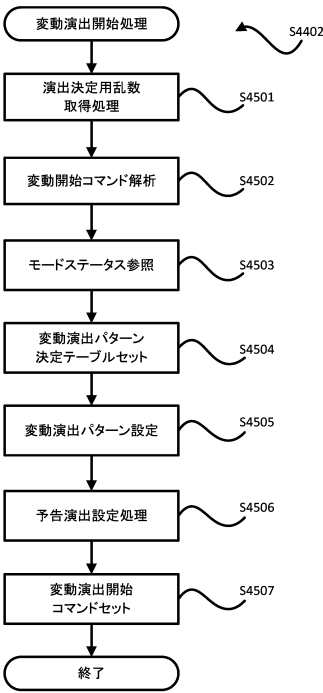 変動演出開始処理
S4402
演出決定用乱数
取得処理
S4501
変動開始コマンド解析
S4502
モードステータス参照
S4503
変動演出パターン
決定テーブルセット
S4504
変動演出パターン設定
S4505
予告演出設定処理
S4506
変動演出開始
コマンドセット
S4507
終了